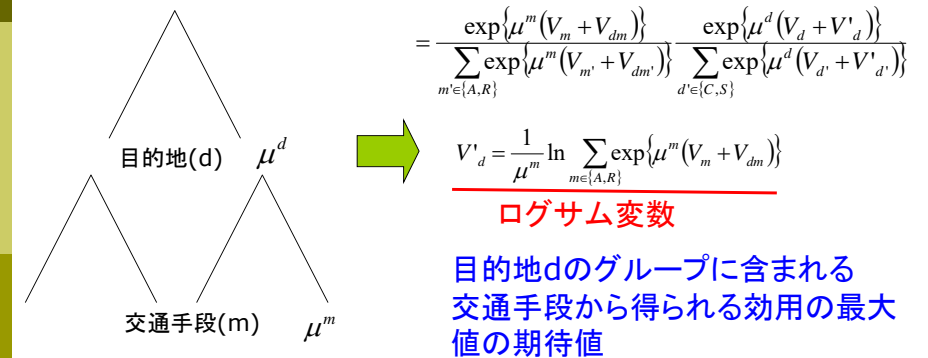 目的地(d) μ^d
交通手段(m) μ^m
= exp{μ^m(V_m + V_dm)} / Σ_{m'∈{A,R}} exp{μ^m(V_m' + V_dm')} exp{μ^d(V_d + V'_d)} / Σ_{d'∈{C,S}} exp{μ^d(V_d' + V'_d')}
V'_d = 1/μ^m ln Σ_{m∈{A,R}} exp{μ^m(V_m + V_dm)}
ログサム変数
目的地dのグループに含まれる
交通手段から得られる効用の最大
値の期待値